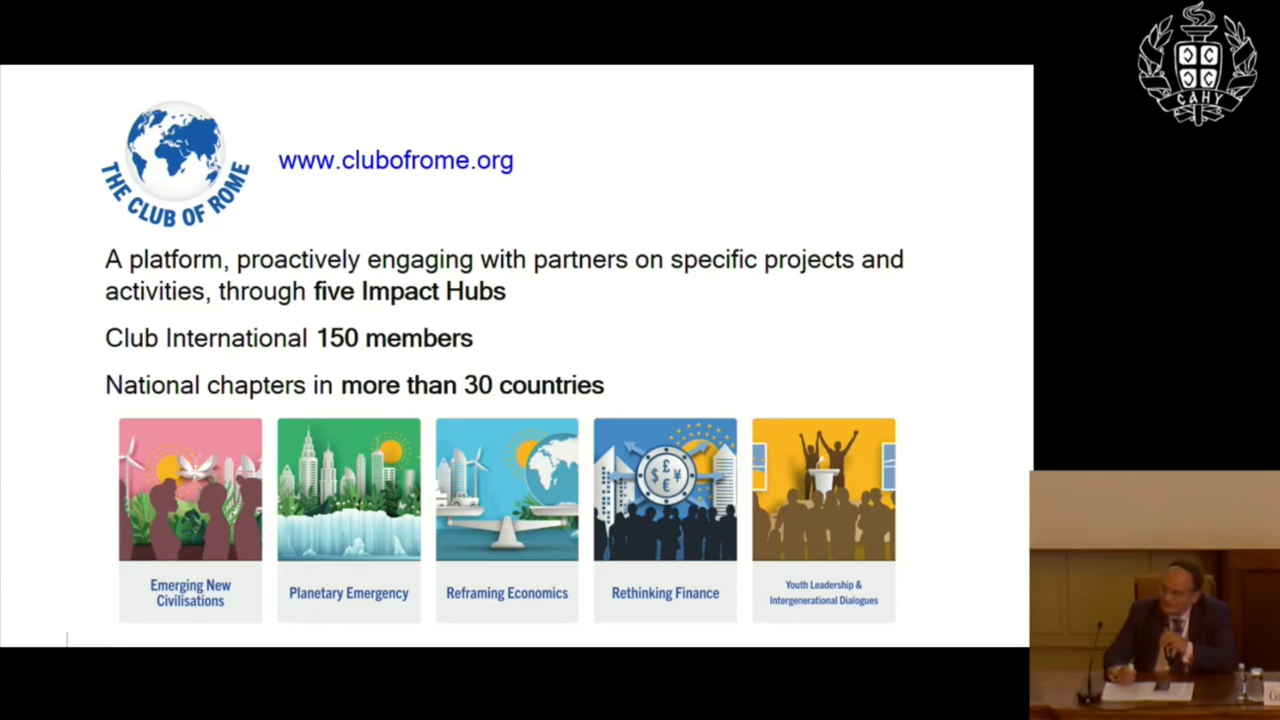 САНУ
www.clubofrome.org
THE CLUB OF ROME
A platform, proactively engaging with partners on specific projects and
activities, through five Impact Hubs
Club International 150 members
National chapters in more than 30 countries
$ £ ¥ €
Emerging New
Civilisations
Planetary Emergency
Reframing Economics
Rethinking Finance
Youth Leadership &
Intergenerational Dialogues